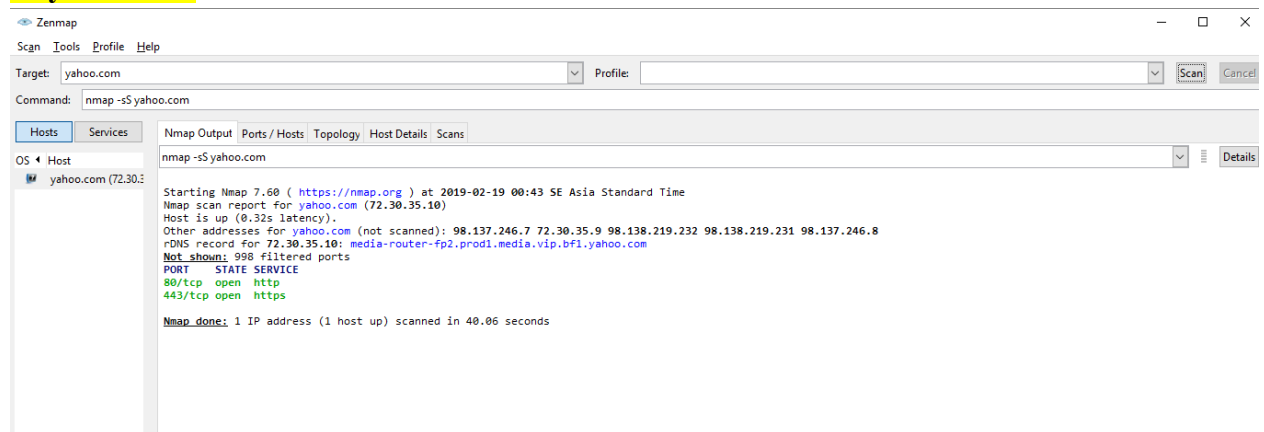 Zenmap
Scan Tools Profile Help
Target: yahoo.com Profile: Scan Cancel
Command: nmap -sS yahoo.com
Hosts Services Nmap Output Ports / Hosts Topology Host Details Scans
OS Host nmap -sS yahoo.com Details
yahoo.com (72.30.3
Starting Nmap 7.60 ( https://nmap.org ) at 2019-02-19 00:43 SE Asia Standard Time
Nmap scan report for yahoo.com (72.30.35.10)
Host is up (0.32s latency).
Other addresses for yahoo.com (not scanned): 98.137.246.7 72.30.35.9 98.138.219.232 98.138.219.231 98.137.246.8
rDNS record for 72.30.35.10: media-router-fp2.prod1.media.vip.bf1.yahoo.com
Not shown: 998 filtered ports
PORT STATE SERVICE
80/tcp open http
443/tcp open https
Nmap done: 1 IP address (1 host up) scanned in 40.06 seconds